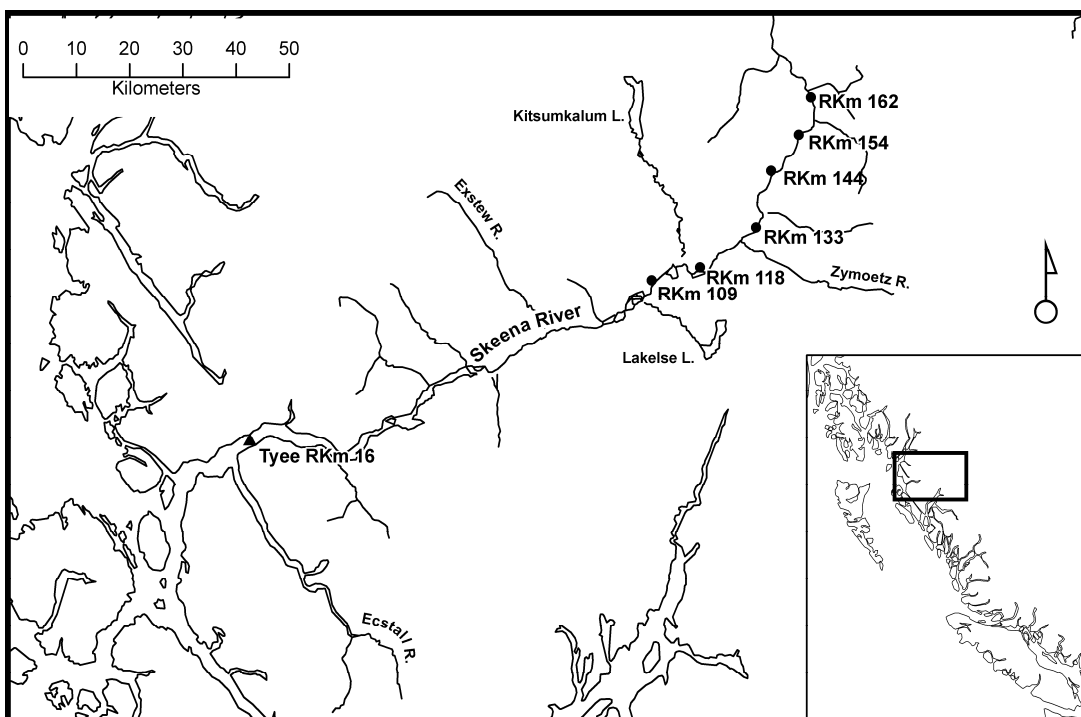 0 10 20 30 40 50
Kilometers
Kitsumkalum L.
RKm 162
RKm 154
RKm 144
Exstew R.
RKm 133
Zymoetz R.
RKm 118
RKm 109
Skeena River
Lakelse L.
Tyee RKm 16
Ecstall R.